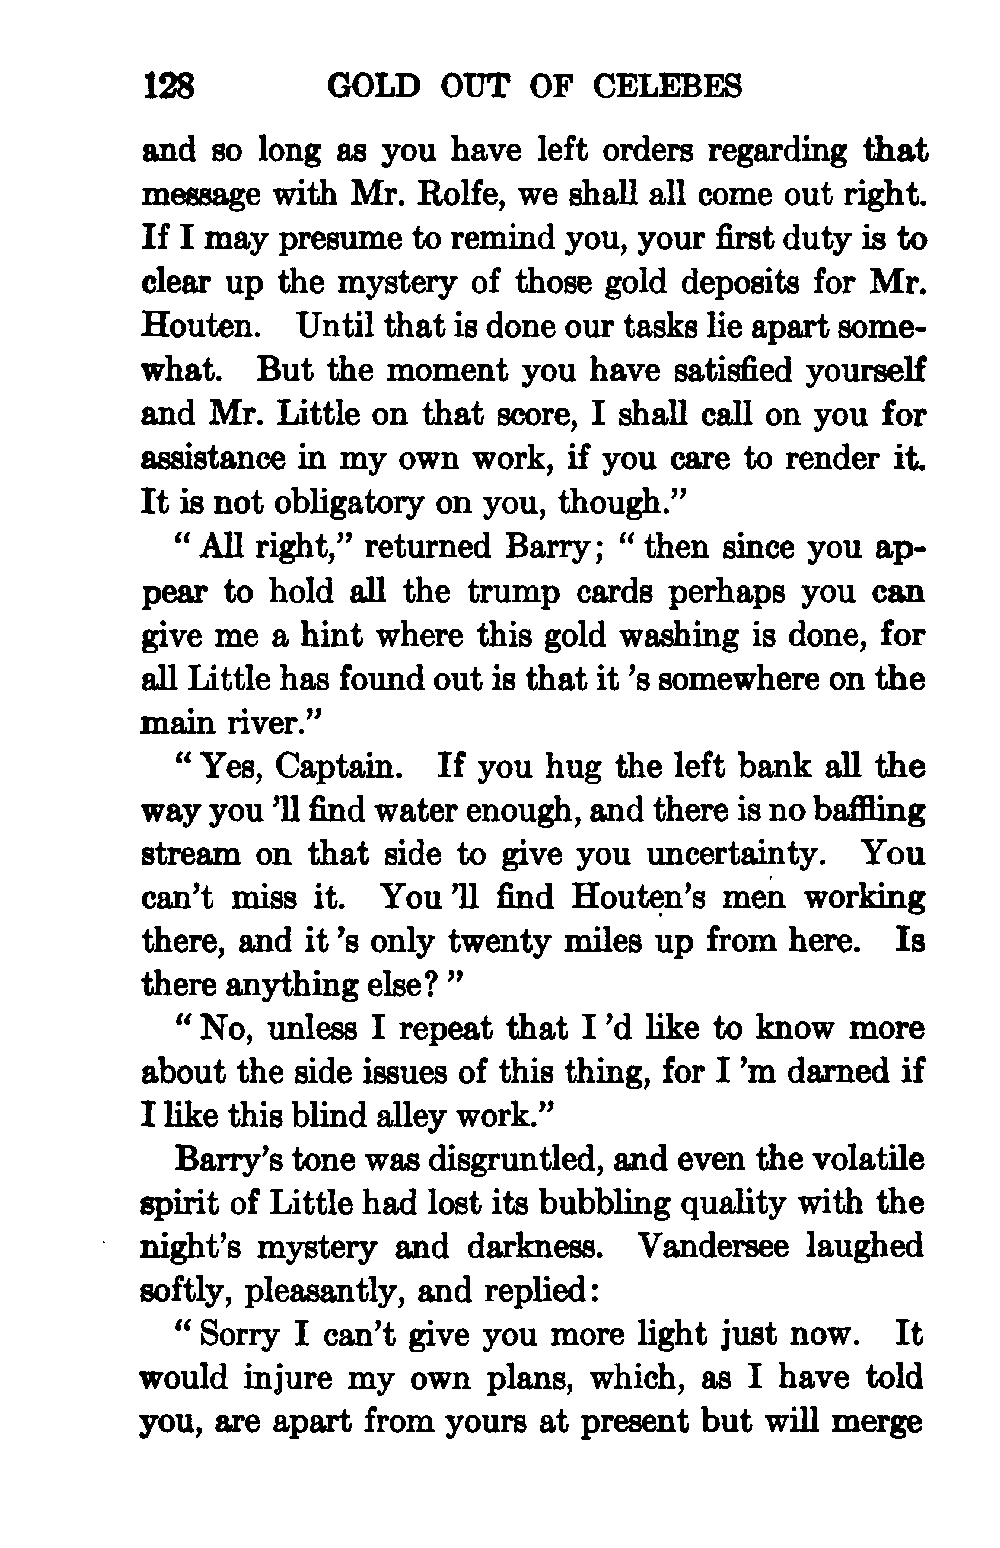 128 GOLD OUT OF CELEBES
and so long as you have left orders regarding that
message with Mr. Rolfe, we shall all come out right.
If I may presume to remind you, your first duty is to
clear up the mystery of those gold deposits for Mr.
Houten. Until that is done our tasks lie apart some-
what. But the moment you have satisfied yourself
and Mr. Little on that score, I shall call on you for
assistance in my own work, if you care to render it.
It is not obligatory on you, though.”
“ All right,” returned Barry; “ then since you ap-
pear to hold all the trump cards perhaps you can
give me a hint where this gold washing is done, for
all Little has found out is that it ’s somewhere on the
main river.”
“ Yes, Captain. If you hug the left bank all the
way you ’ll find water enough, and there is no baffling
stream on that side to give you uncertainty. You
can’t miss it. You ’ll find Houten’s men working
there, and it ’s only twenty miles up from here. Is
there anything else? ”
“ No, unless I repeat that I ’d like to know more
about the side issues of this thing, for I ’m darned if
I like this blind alley work.”
Barry’s tone was disgruntled, and even the volatile
spirit of Little had lost its bubbling quality with the
night’s mystery and darkness. Vandersee laughed
softly, pleasantly, and replied:
“ Sorry I can’t give you more light just now. It
would injure my own plans, which, as I have told
you, are apart from yours at present but will merge